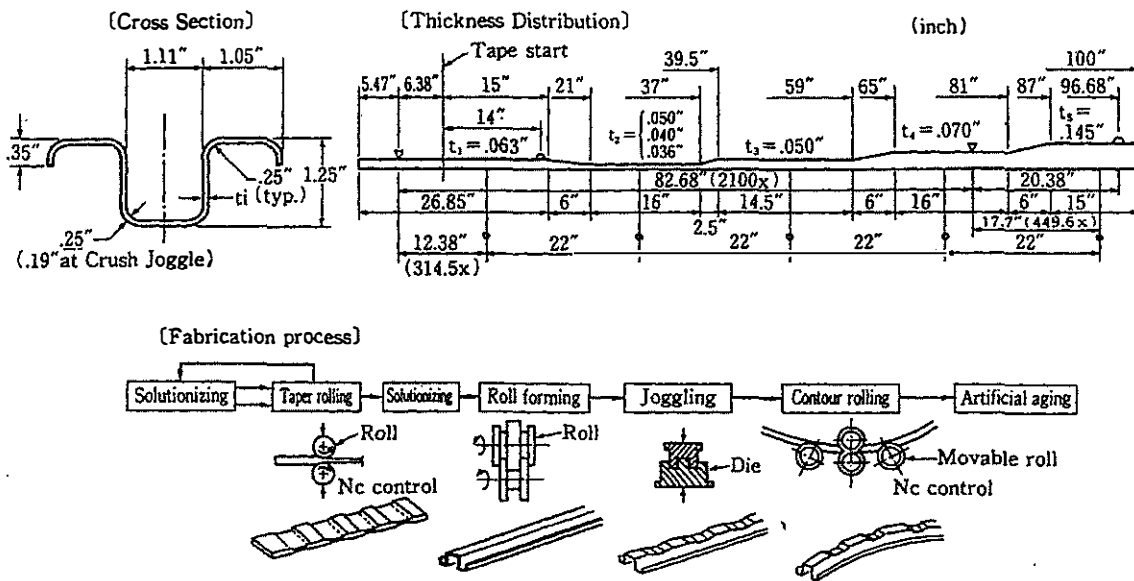 [Cross Section]
1.11″ 1.05″
.35″
.25″ 1.25″
ti (typ.)
.25″
(.19″at Crush Joggle)
[Thickness Distribution] (inch)
Tape start
39.5″ 100″
5.47″ 6.38″ 15″ 21″ 37″ 59″ 65″ 81″ 87″ 96.68″
14″
t₁=.063″
t₂= .050″ .040″ .036″
t₃=.050″
t₄=.070″
t₅= .145″
82.68″(2100x) 20.38″
26.85″ 6″ 16″ 14.5″ 6″ 16″ 6″ 15″
2.5″ 17.7″(449.6x)
12.38″ 22″ 22″ 22″ 22″
(314.5x)
[Fabrication process]
Solutionizing Taper rolling Solutionizing Roll forming Joggling Contour rolling Artificial aging
Roll Roll Die Movable roll
Nc control Nc control